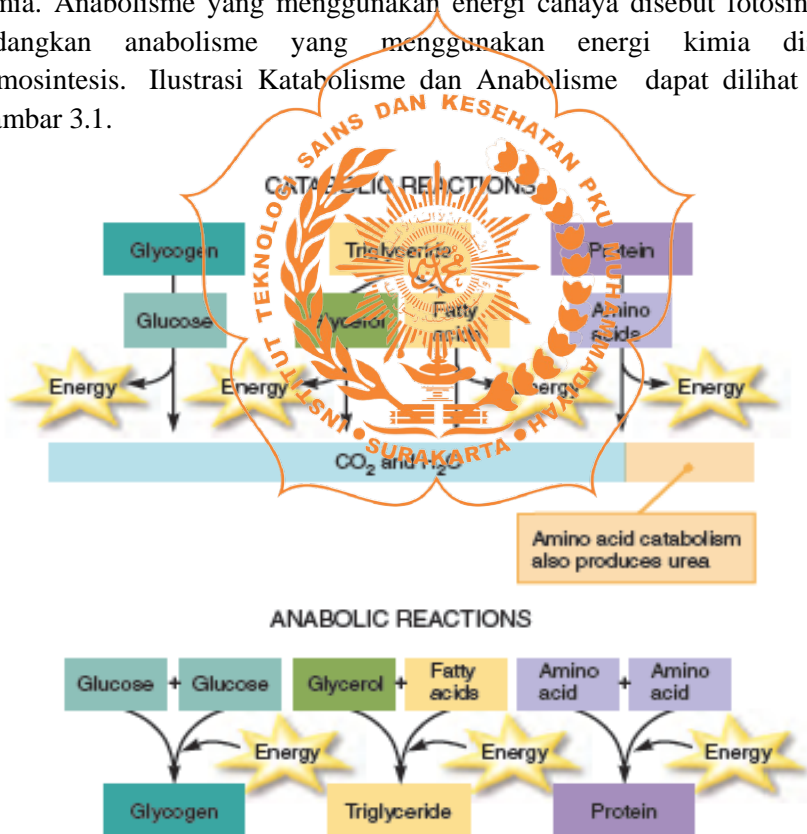 mia. Anabolisme yang menggunakan energi cahaya disebut fotosin
dangkan anabolisme yang menggunakan energi kimia di
mosintesis. Ilustrasi Katabolisme dan Anabolisme dapat dilihat
ambar 3.1.
INSTITUT TEKNOLOGI SAINS DAN KESEHATAN PKU MUHAMMADIYAH
SURAKARTA
CATABOLIC REACTIONS
Glycogen Triglyceride Protein
Glucose Glycerol Fatty acids Amino acids
Energy Energy Energy Energy
CO₂ and H₂O
Amino acid catabolism
also produces urea
ANABOLIC REACTIONS
Glucose + Glucose Glycerol + Fatty acids Amino acid + Amino acid
Energy Energy Energy
Glycogen Triglyceride Protein